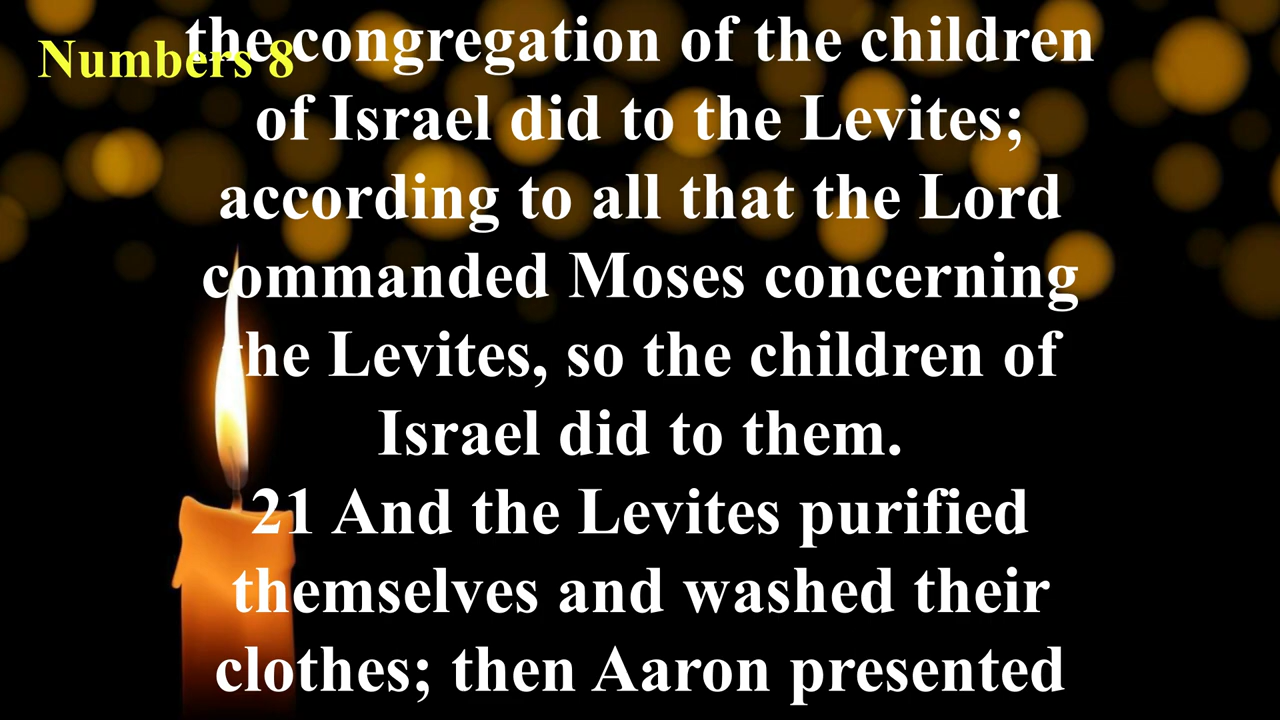 Numbers 8
the congregation of the children
of Israel did to the Levites;
according to all that the Lord
commanded Moses concerning
the Levites, so the children of
Israel did to them.
21 And the Levites purified
themselves and washed their
clothes; then Aaron presented